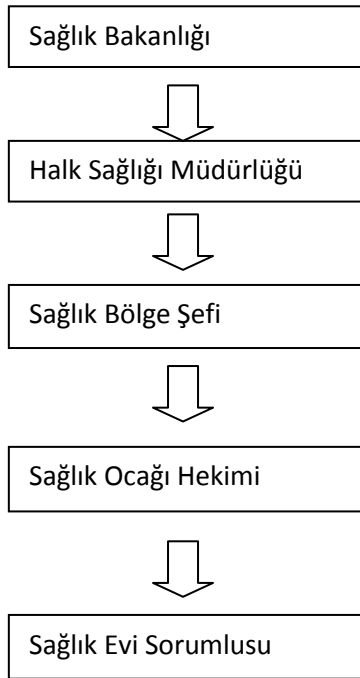 Sağlık Bakanlığı
Halk Sağlığı Müdürlüğü
Sağlık Bölge Şefi
Sağlık Ocağı Hekimi
Sağlık Evi Sorumlusu